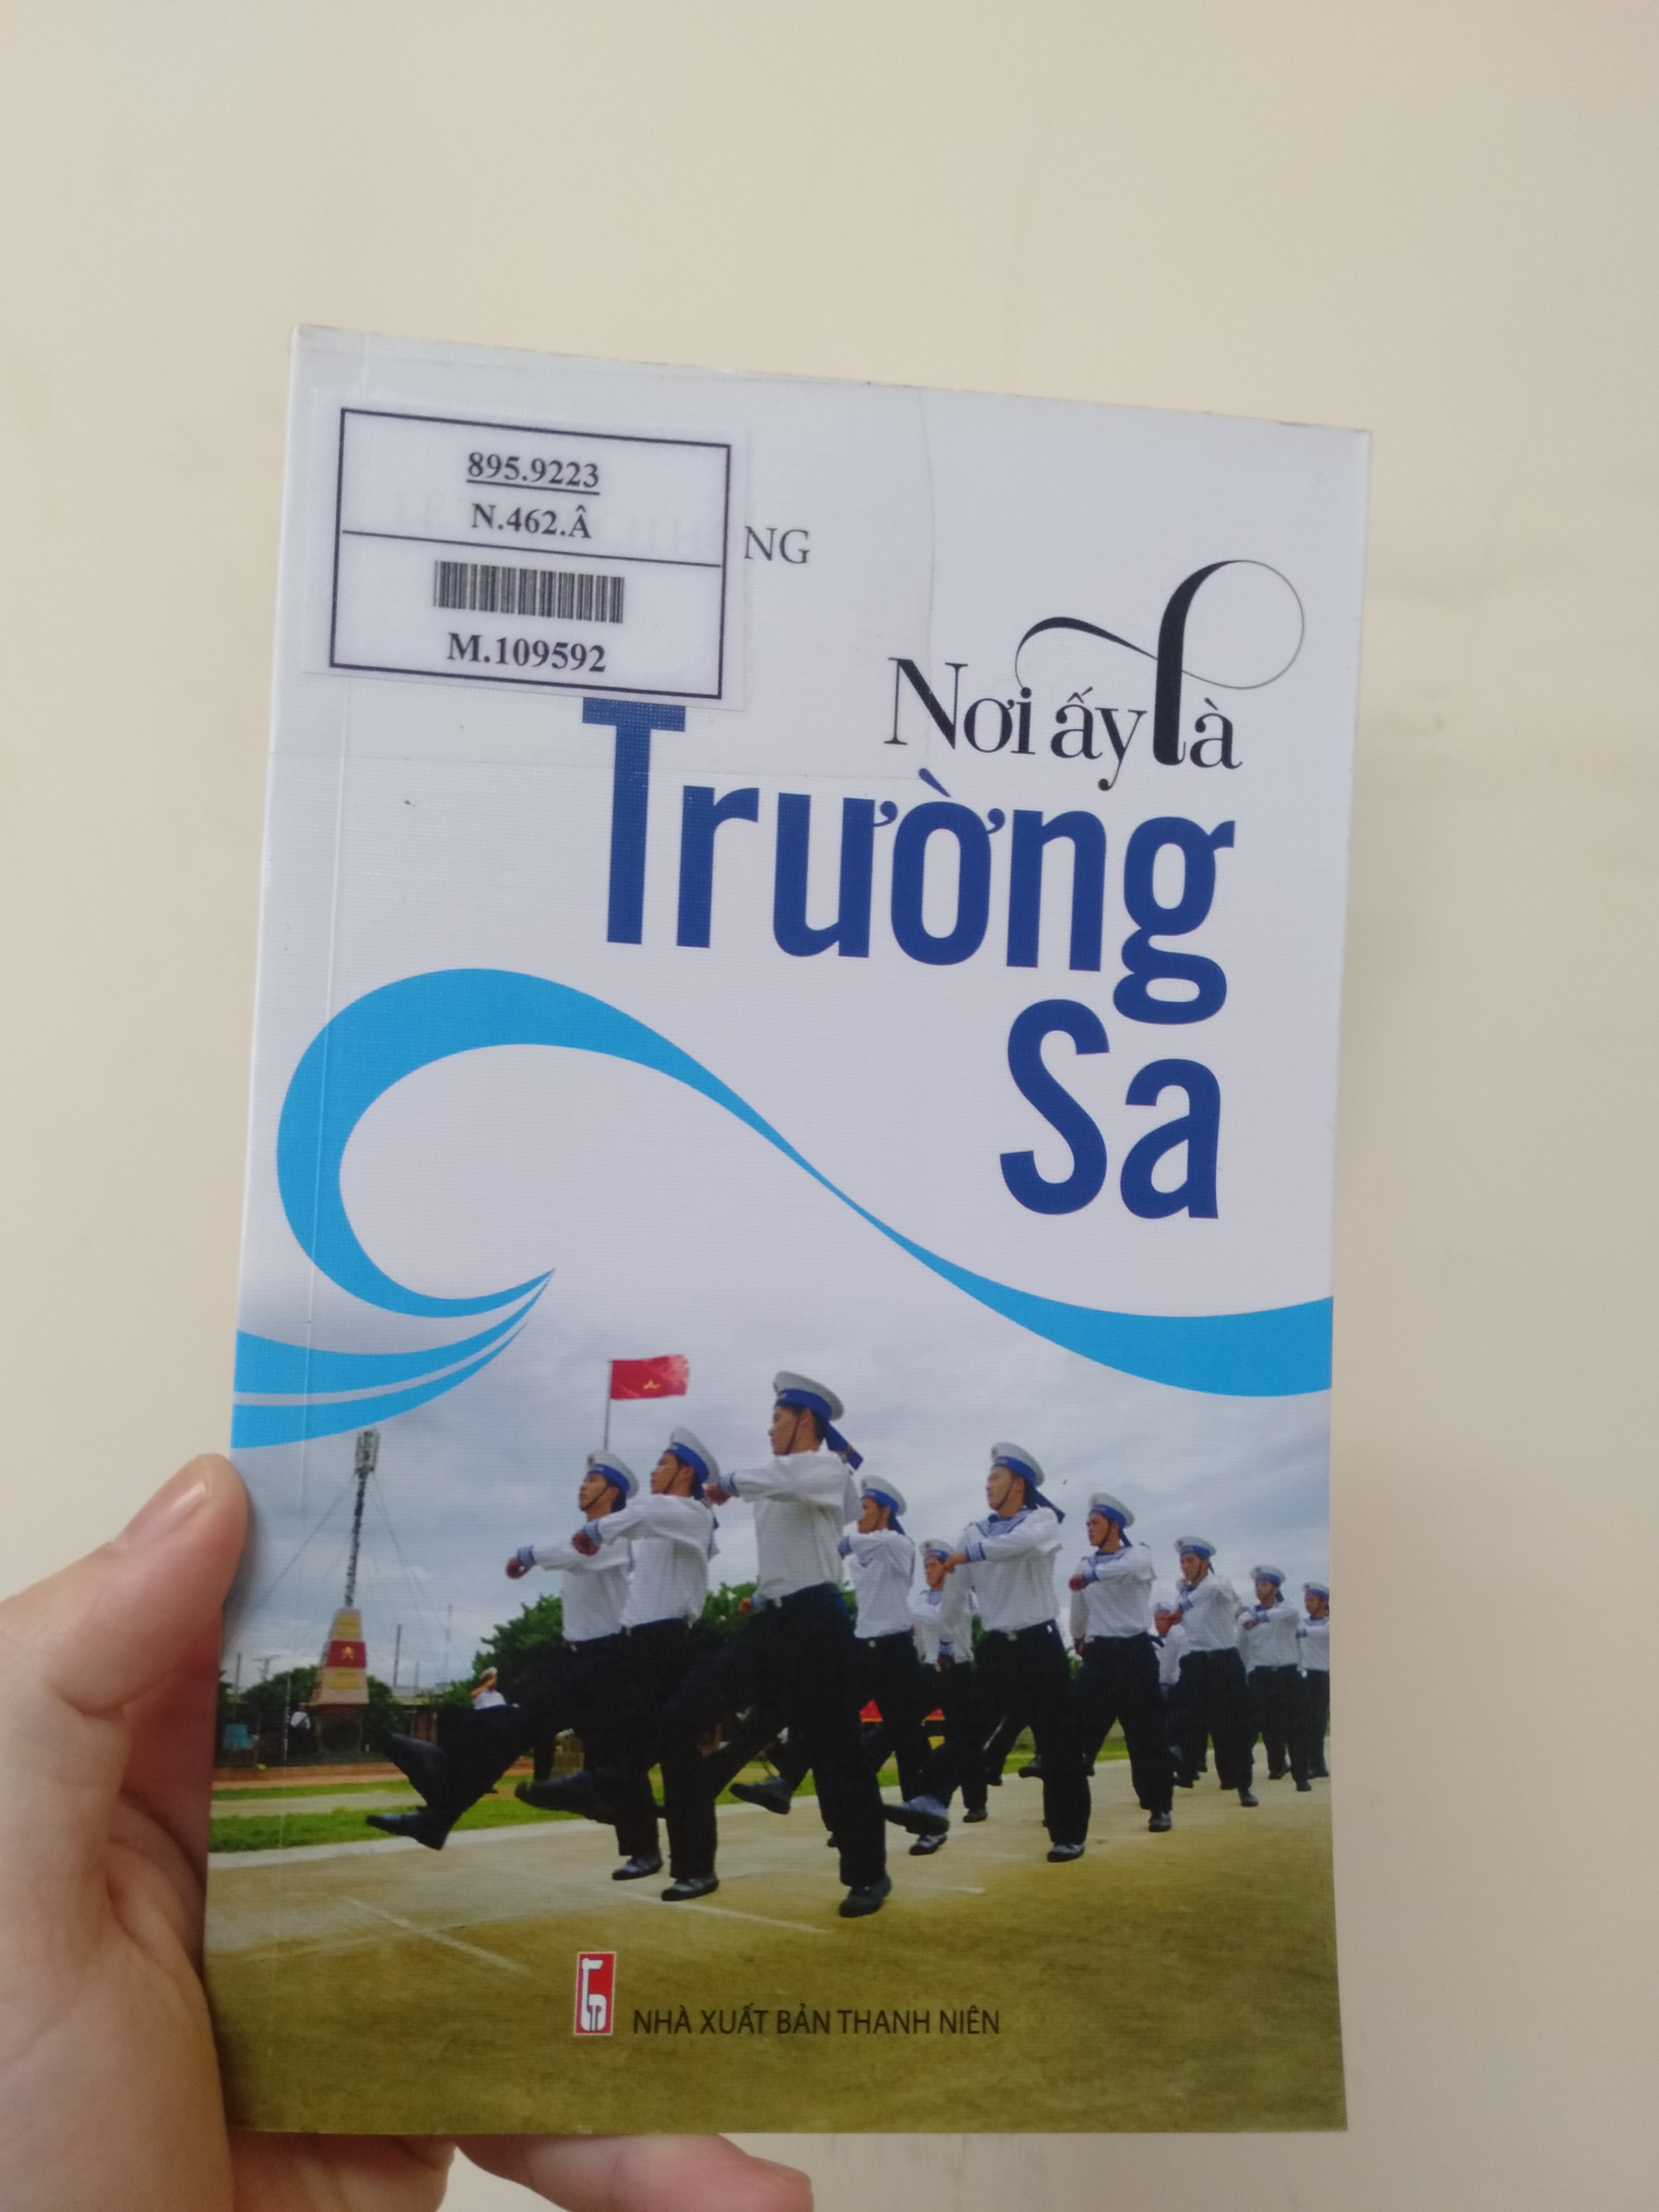 895.9223
N.462.Â
NG
M.109592
Nơi ấy là
Trường
Sa
NHÀ XUẤT BẢN THANH NIÊN